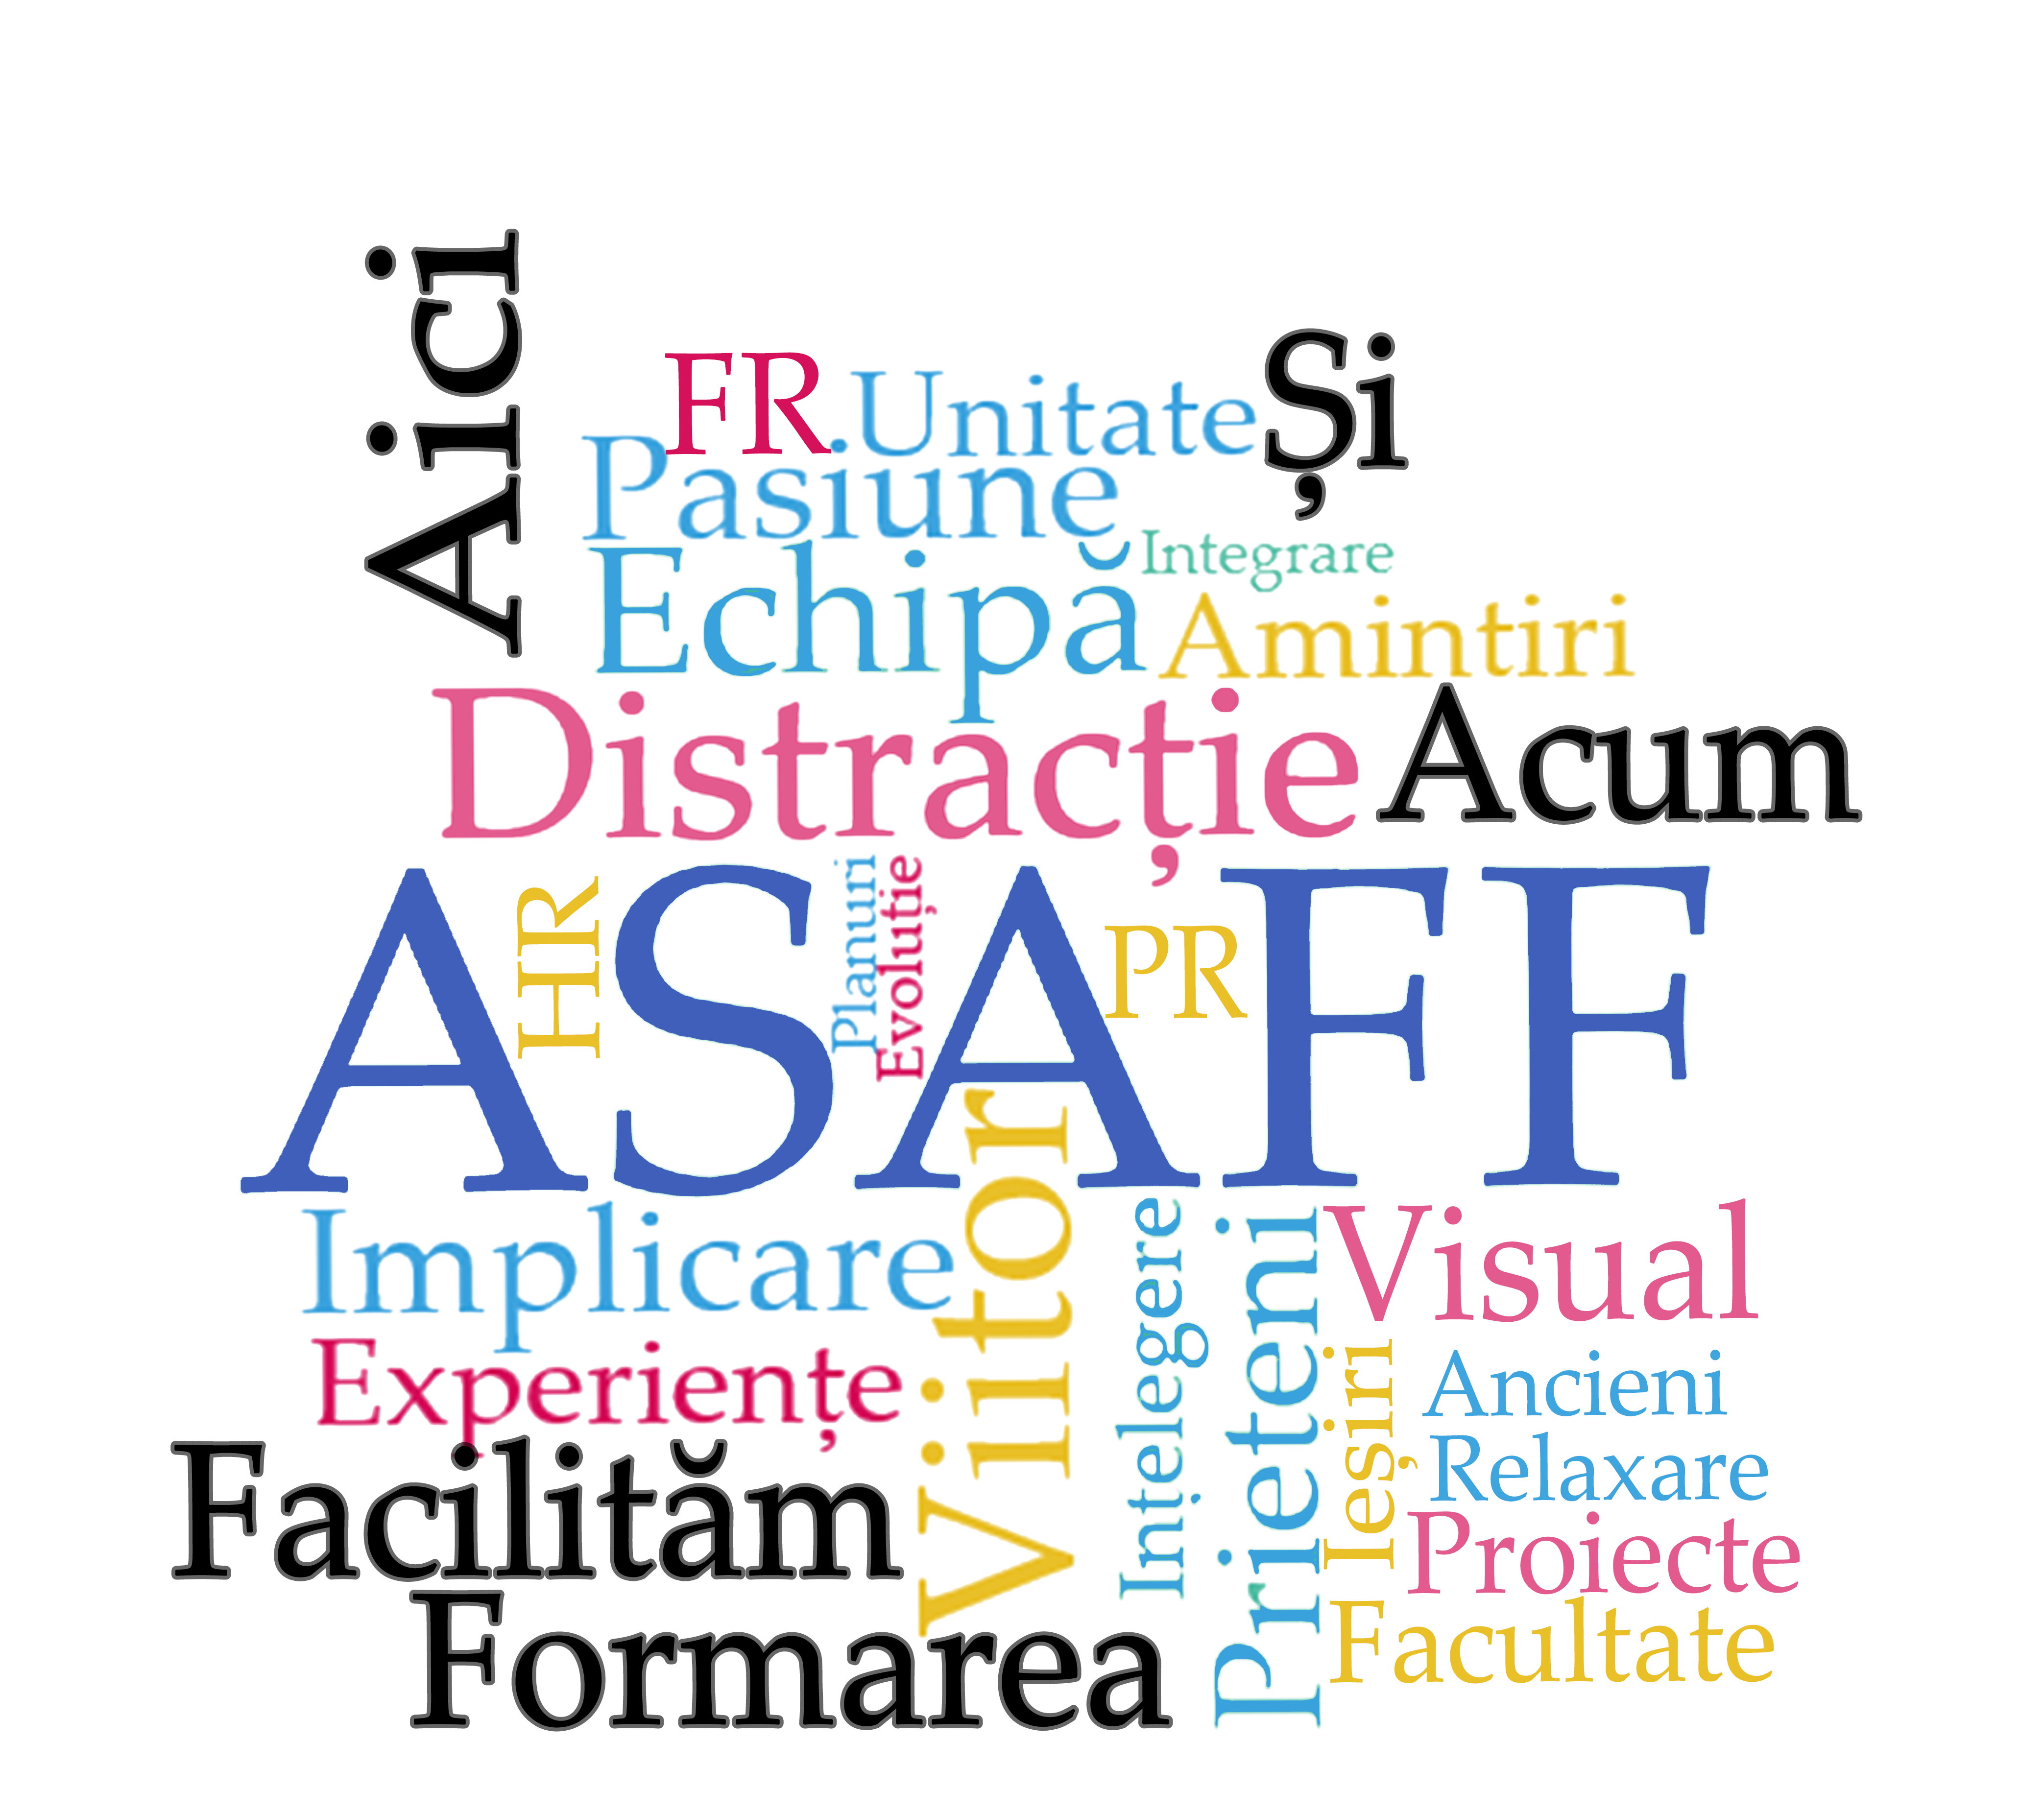 Aici
FR
Unitate
Și
Pasiune
Echipă
Integrare
Amintiri
Distracție
Acum
ASAFF
HR
Planuri
Evoluție
PR
Implicare
Viitor
Intelegere
Prieteni
Visual
Experiențe
Ieșiri
Ancieni
Relaxare
Facilităm
Proiecte
Formarea
Facultate